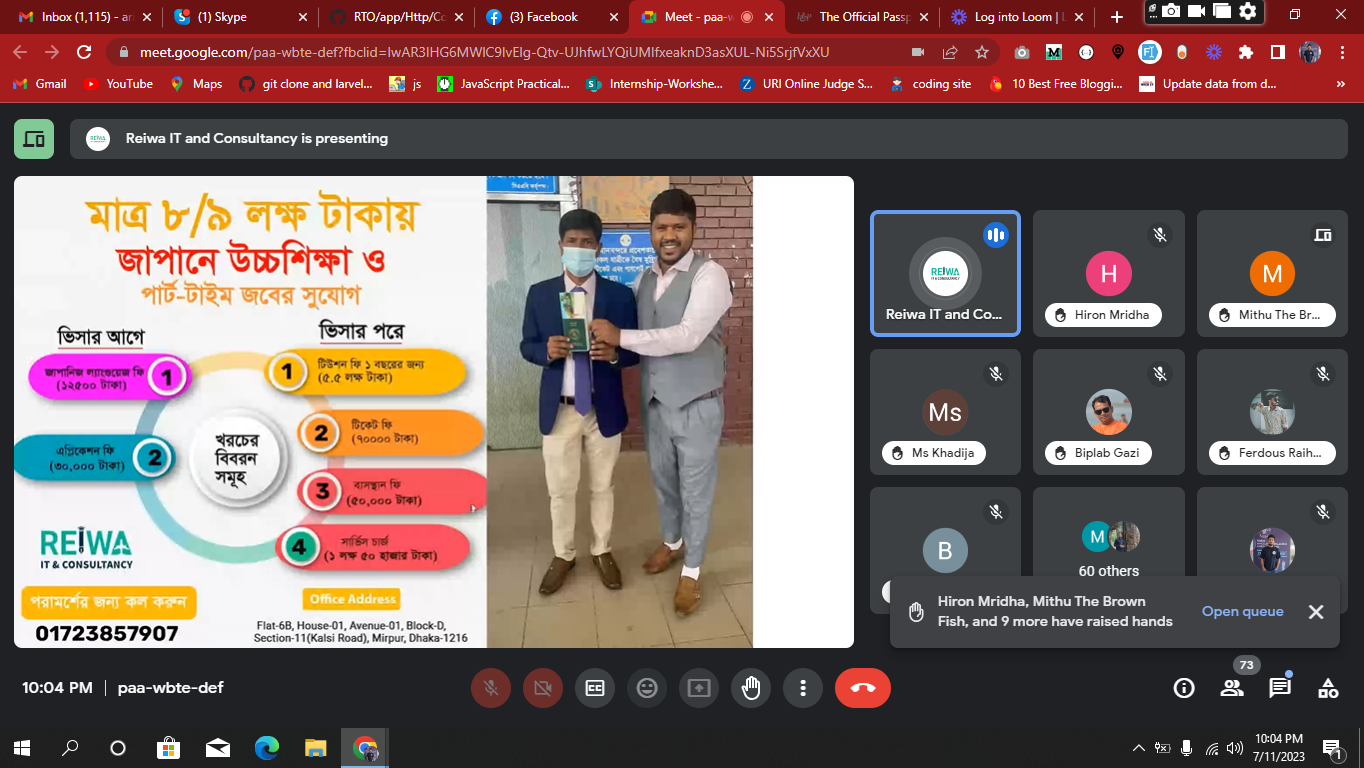 Inbox (1,115) - an
(1) Skype
RTO/app/Http/Co
(3) Facebook
Meet - paa-w
The Official Passp
Log into Loom | L
meet.google.com/paa-wbte-def?fbclid=IwAR3IHG6MWlC9IvEIg-Qtv-UJhfwLYQiUMIfxeaknD3asXUL-Ni5SrjfVxXU
Gmail
YouTube
Maps
git clone and larvel...
js
JavaScript Practical...
Internship-Workshe...
URI Online Judge S...
coding site
10 Best Free Bloggi...
Update data from d...
»
REIWA
Reiwa IT and Consultancy is presenting
মাত্র ৮/৯ লক্ষ টাকায়
জাপানে উচ্চশিক্ষা ও
পার্ট-টাইম জবের সুযোগ
ভিসার আগে
ভিসার পরে
জাপানিজ ল্যাংগুয়েজ ফি
(১২৫০০ টাকা)
1
1
টিউশন ফি ১ বছরের জন্য
(৫.৫ লক্ষ টাকা)
এপ্লিকেশন ফি
(৩০,০০০ টাকা)
2
2
টিকেট ফি
(৭০০০০ টাকা)
খরচের
বিবরন
সমূহ
3
বাসস্থান ফি
(৫০,০০০ টাকা)
4
সার্ভিস চার্জ
(১ লক্ষ ৫০ হাজার টাকা)
REIWA
IT & CONSULTANCY
পরামর্শের জন্য কল করুন
01723857907
Office Address
Flat-6B, House-01, Avenue-01, Block-D,
Section-11(Kalsi Road), Mirpur, Dhaka-1216
REIWA
IT & CONSULTANCY
Reiwa IT and Co...
H
Hiron Mridha
M
Mithu The Br...
Ms
Ms Khadija
Biplab Gazi
Ferdous Raih...
B
M
60 others
Hiron Mridha, Mithu The Brown
Fish, and 9 more have raised hands
Open queue
10:04 PM
paa-wbte-def
73
10:04 PM
7/11/2023
1